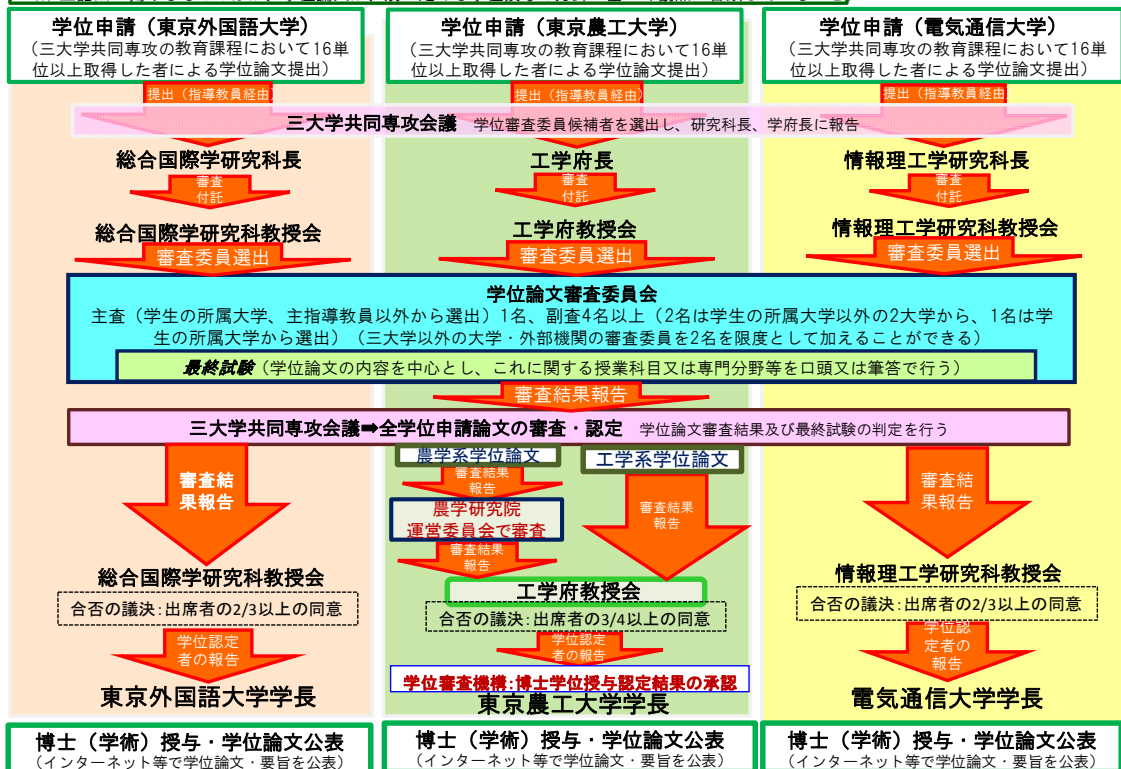 学位申請（東京外国語大学）
（三大学共同専攻の教育課程において16単
位以上取得した者による学位論文提出）
学位申請（東京農工大学）
（三大学共同専攻の教育課程において16単
位以上取得した者による学位論文提出）
学位申請（電気通信大学）
（三大学共同専攻の教育課程において16単
位以上取得した者による学位論文提出）
提出（指導教員経由）
提出（指導教員経由）
提出（指導教員経由）
三大学共同専攻会議 学位審査委員候補者を選出し、研究科長、学府長に報告
総合国際学研究科長
工学府長
情報理工学研究科長
審査
付託
審査
付託
審査
付託
総合国際学研究科教授会
工学府教授会
情報理工学研究科教授会
審査委員選出
審査委員選出
審査委員選出
学位論文審査委員会
主査（学生の所属大学、主指導教員以外から選出）1名、副査4名以上（2名は学生の所属大学以外の2大学から、1名は学
生の所属大学から選出）（三大学以外の大学・外部機関の審査委員を2名を限度として加えることができる）
最終試験（学位論文の内容を中心とし、これに関する授業科目又は専門分野等を口頭又は筆答で行う）
審査結果報告
三大学共同専攻会議➡全学位申請論文の審査・認定 学位論文審査結果及び最終試験の判定を行う
審査結
果報告
農学系学位論文
工学系学位論文
審査結果
報告
農学研究院
運営委員会で審査
審査結果
報告
審査結果
報告
審査結
果報告
総合国際学研究科教授会
合否の議決：出席者の2/3以上の同意
工学府教授会
合否の議決：出席者の3/4以上の同意
情報理工学研究科教授会
合否の議決：出席者の2/3以上の同意
学位認定
者の報告
学位認定
者の報告
学位認
定者の
報告
学位審査機構：博士学位授与認定結果の承認
東京外国語大学学長
東京農工大学学長
電気通信大学学長
博士（学術）授与・学位論文公表
（インターネット等で学位論文・要旨を公表）
博士（学術）授与・学位論文公表
（インターネット等で学位論文・要旨を公表）
博士（学術）授与・学位論文公表
（インターネット等で学位論文・要旨を公表）